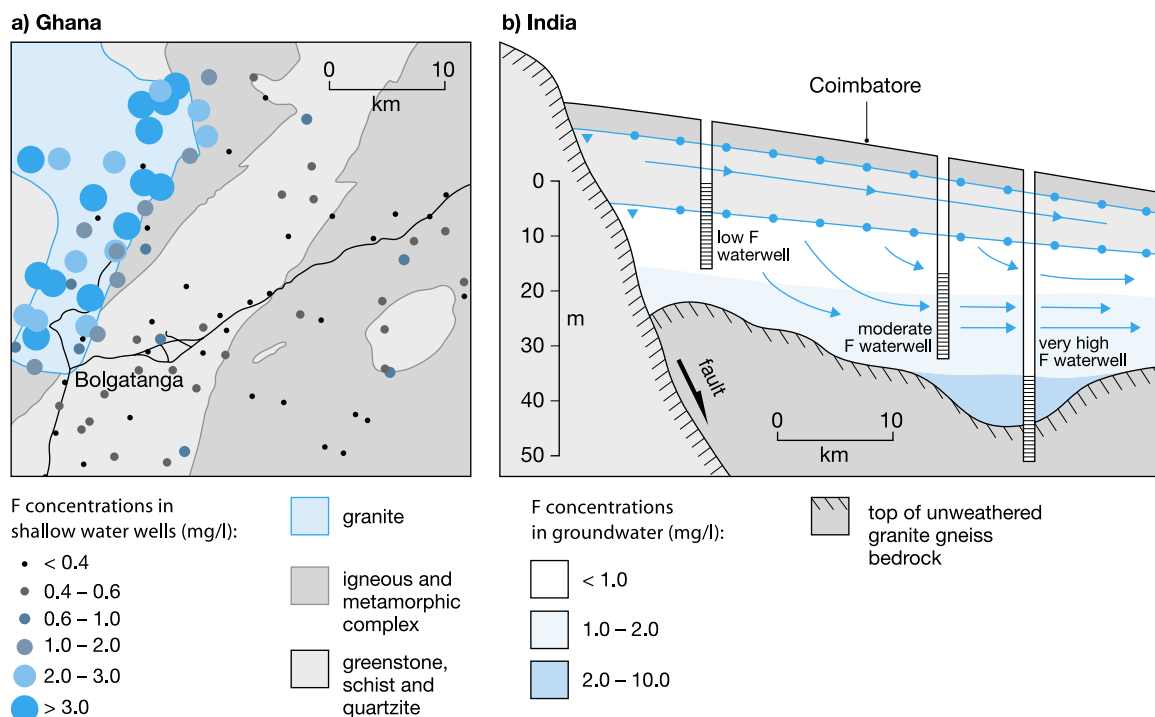 a) Ghana
0 10
km
Bolgatanga
F concentrations in
shallow water wells (mg/l):
< 0.4
0.4 – 0.6
0.6 – 1.0
1.0 – 2.0
2.0 – 3.0
> 3.0
granite
igneous and
metamorphic
complex
greenstone,
schist and
quartzite
b) India
Coimbatore
0
10
20
30
40
50
m
low F
waterwell
moderate
F waterwell
very high
F waterwell
fault
0 10
km
F concentrations
in groundwater (mg/l):
< 1.0
1.0 – 2.0
2.0 – 10.0
top of unweathered
granite gneiss
bedrock